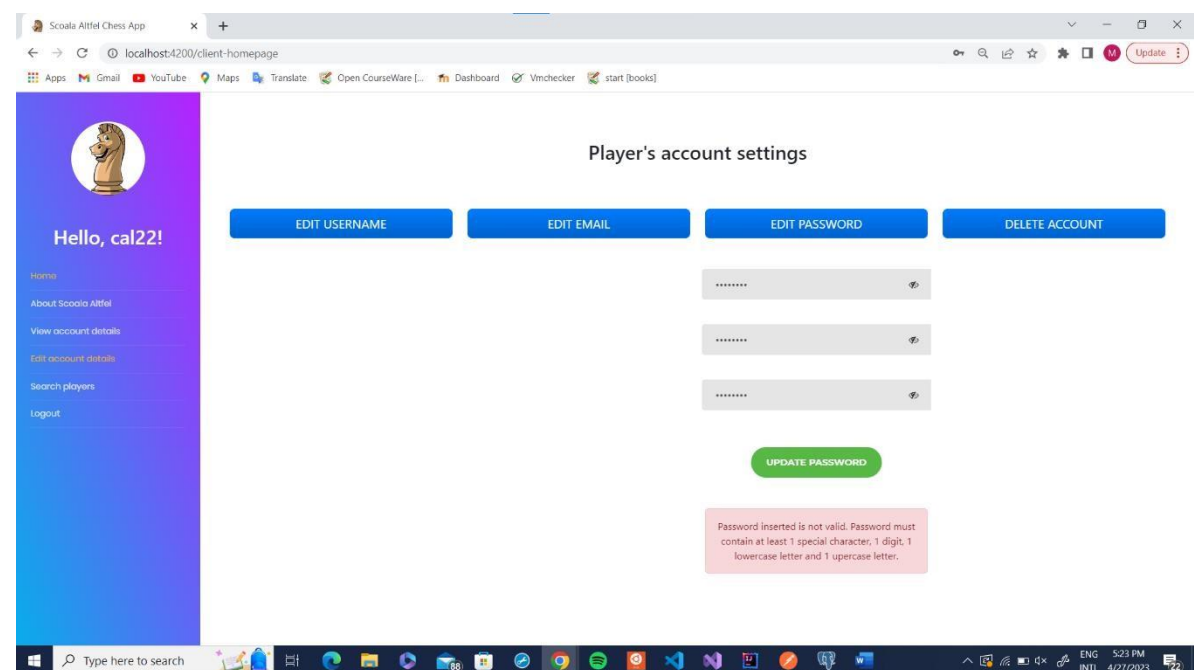 Scoala Altfel Chess App
localhost:4200/client-homepage
M
Update
Apps Gmail YouTube Maps Translate Open CourseWare [... Dashboard Vmchecker start [books]
Player's account settings
Hello, cal22!
EDIT USERNAME EDIT EMAIL EDIT PASSWORD DELETE ACCOUNT
Home
About Scoala Altfel
View account details
Edit account details
Search players
Logout
UPDATE PASSWORD
Password inserted is not valid. Password must
contain at least 1 special character, 1 digit, 1
lowercase letter and 1 upercase letter.
Type here to search
88
ENG 5:23 PM
INTL 4/27/2023
22